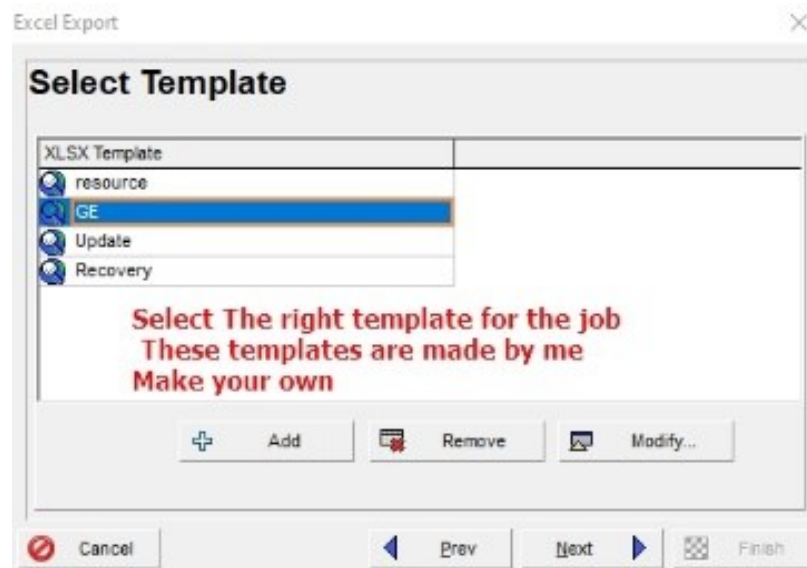 Excel Export
Select Template
XLSX Template
resource
GE
Update
Recovery
Select The right template for the job
These templates are made by me
Make your own
Add
Remove
Modify...
Cancel
Prev
Next
Finish